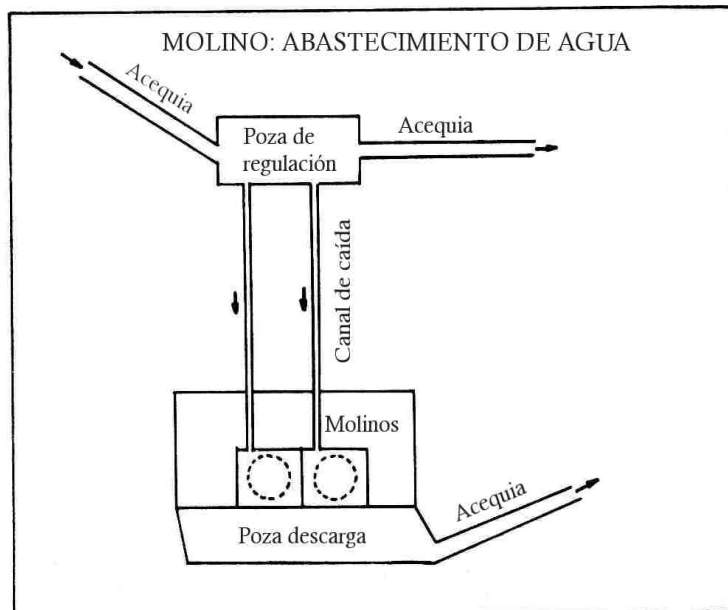 MOLINO: ABASTECIMIENTO DE AGUA
Acequia
Acequia
Poza de
regulación
Canal de caída
Molinos
Acequia
Poza descarga